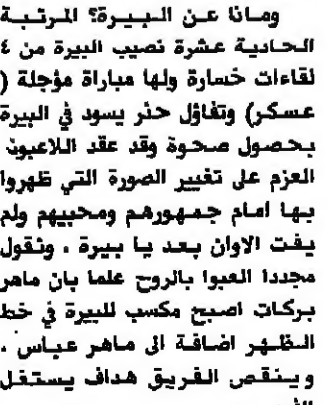 وماذا عن البيرة؟ المرتبة
الحادية عشرة نصيب البيرة من ٤
لقاءات خسارة ولها مباراة مؤجلة (
عسكر) وتفاؤل حذر يسود في البيرة
بحصول صحوة وقد عقد اللاعبون
العزم على تغيير الصورة التي ظهروا
بها امام جمهورهم ومحبيهم ولم
يفت الاوان بعد يا بيرة . ونقول
مجددا العبوا بالروح علما بان ماهر
بركات اصبح مكسب للبيرة في خط
الظهر اضافة الى ماهر عباس .
وينقص الفريق هداف يستغل